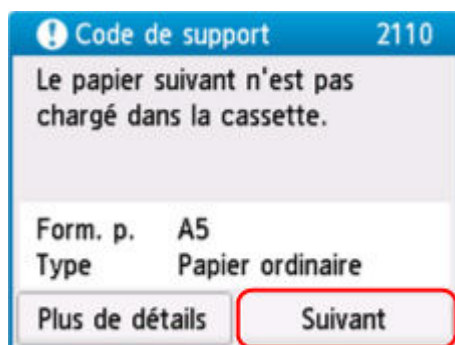 Code de support 2110
Le papier suivant n'est pas
chargé dans la cassette.
Form. p. A5
Type Papier ordinaire
Plus de détails Suivant